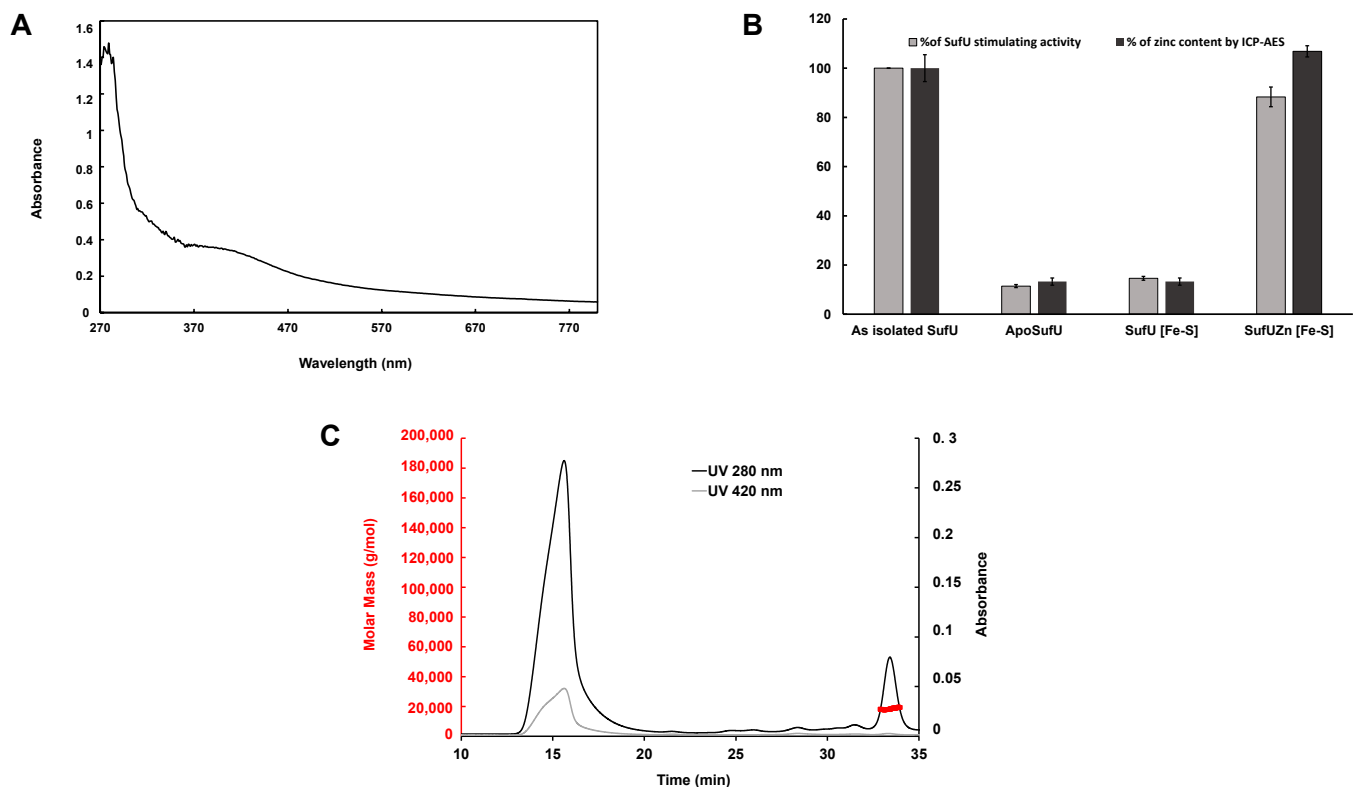 A
1.6
1.4
1
0.8
0.6
0.4
0.2
0
270
370
470
570
670
770
Absorbance
Wavelength (nm)
B
120
100
80
60
40
20
0
%of SufU stimulating activity
% of zinc content by ICP-AES
As isolated SufU
ApoSufU
SufU [Fe-S]
SufUZn [Fe-S]
C
200,000
180,000
160,000
140,000
120,000
100,000
80,000
60,000
40,000
20,000
0
Molar Mass (g/mol)
UV 280 nm
UV 420 nm
0.3
0.25
0.2
0.15
0.1
0.05
0
Absorbance
10
15
20
25
30
35
Time (min)